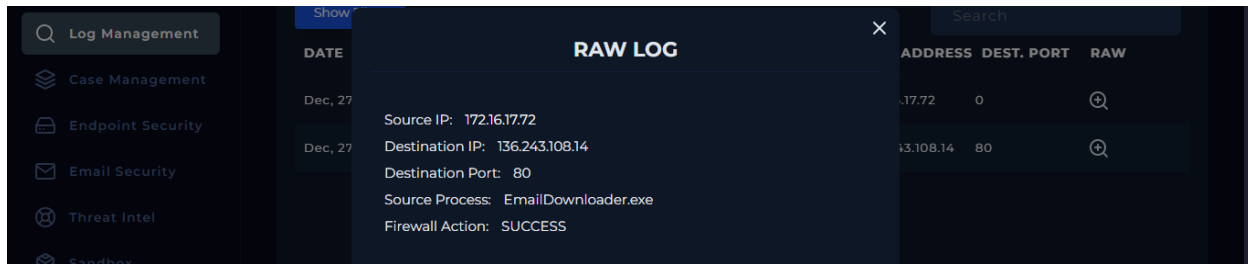 Log Management
Case Management
Endpoint Security
Email Security
Threat Intel
Sandbox
Show
Search
DATE ADDRESS DEST. PORT RAW
Dec, 27 .17.72 0
Dec, 27 43.108.14 80
RAW LOG
Source IP: 172.16.17.72
Destination IP: 136.243.108.14
Destination Port: 80
Source Process: EmailDownloader.exe
Firewall Action: SUCCESS